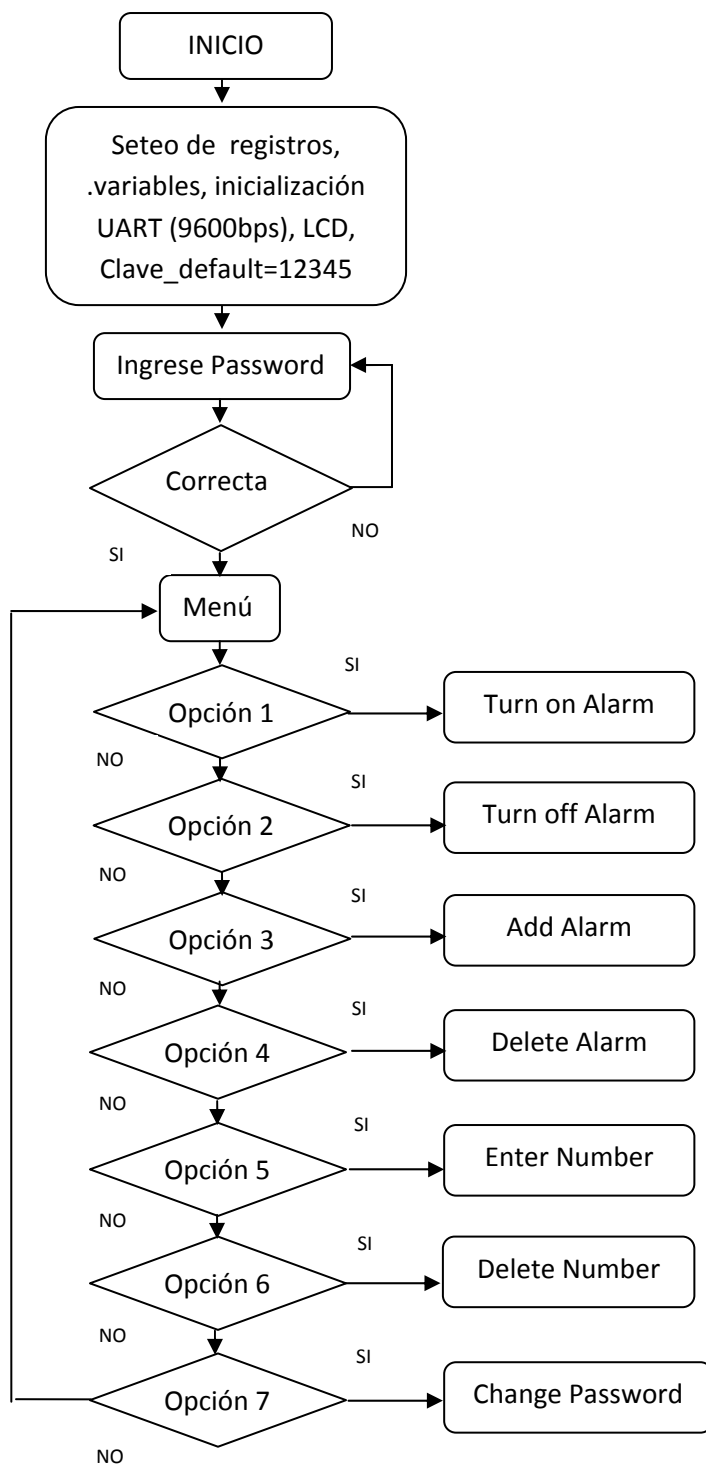 INICIO
Seteo de registros,
.variables, inicialización
UART (9600bps), LCD,
Clave_default=12345
Ingrese Password
Correcta
NO
SI
Menú
SI
Opción 1
Turn on Alarm
NO
SI
Opción 2
Turn off Alarm
NO
SI
Opción 3
Add Alarm
NO
SI
Opción 4
Delete Alarm
NO
SI
Opción 5
Enter Number
NO
SI
Opción 6
Delete Number
NO
SI
Opción 7
Change Password
NO